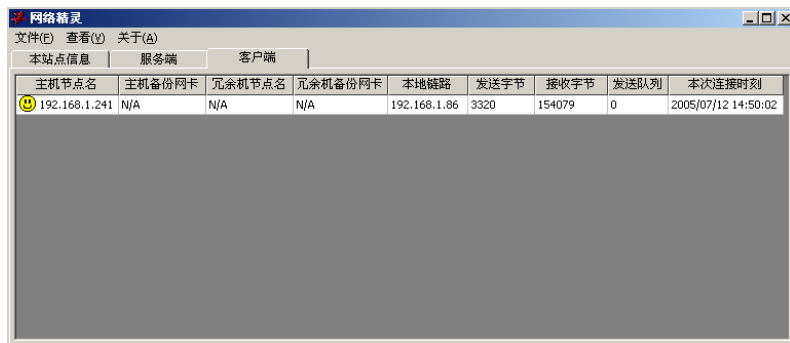 网络精灵
文件(F) 查看(V) 关于(A)
本站点信息 服务端 客户端
主机节点名 主机备份网卡 冗余机节点名 冗余机备份网卡 本地链路 发送字节 接收字节 发送队列 本次连接时刻
192.168.1.241 N/A N/A N/A 192.168.1.86 3320 154079 0 2005/07/12 14:50:02